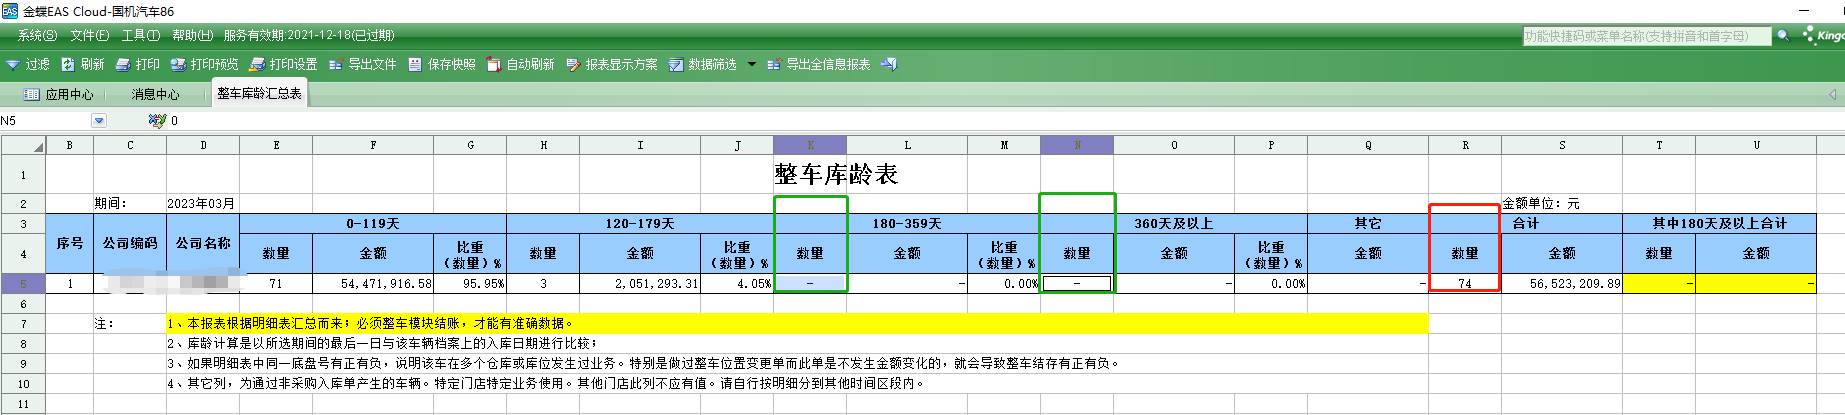 金蝶EAS Cloud-国机汽车86
系统(S) 文件(F) 工具(T) 帮助(H) 服务有效期:2021-12-18(已过期) 功能快捷码或菜单名称(支持拼音和首字母)
过滤 刷新 打印 打印预览 打印设置 导出文件 保存快照 自动刷新 报表显示方案 数据筛选 导出全信息报表
应用中心 消息中心 整车库龄汇总表
N5 0
B C D E F G H I J K L M N O P Q R S T U
1 整车库龄表
2 期间: 2023年03月 金额单位: 元
3 序号 公司编码 公司名称 0-119天 120-179天 180-359天 360天及以上 其它 合计 其中180天及以上合计
4 数量 金额 比重(数量)% 数量 金额 比重(数量)% 数量 金额 比重(数量)% 数量 金额 比重(数量)% 金额 数量 金额 数量 金额
5 1 71 54,471,916.58 95.95% 3 2,051,293.31 4.05% - - 0.00% - - 0.00% - 74 56,523,209.89 - -
6
7 注: 1、本报表根据明细表汇总而来; 必须整车模块结账, 才能有准确数据。
8 2、库龄计算是以所选期间的最后一日与该车辆档案上的入库日期进行比较;
9 3、如果明细表中同一底盘号有正有负, 说明该车在多个仓库或库位发生过业务。特别是做过整车位置变更单而此单是不发生金额变化的, 就会导致整车结存有正有负。
10 4、其它列, 为通过非采购入库单产生的车辆。特定门店特定业务使用。其他门店此列不应有值。请自行按明细分到其他时间区段内。
11